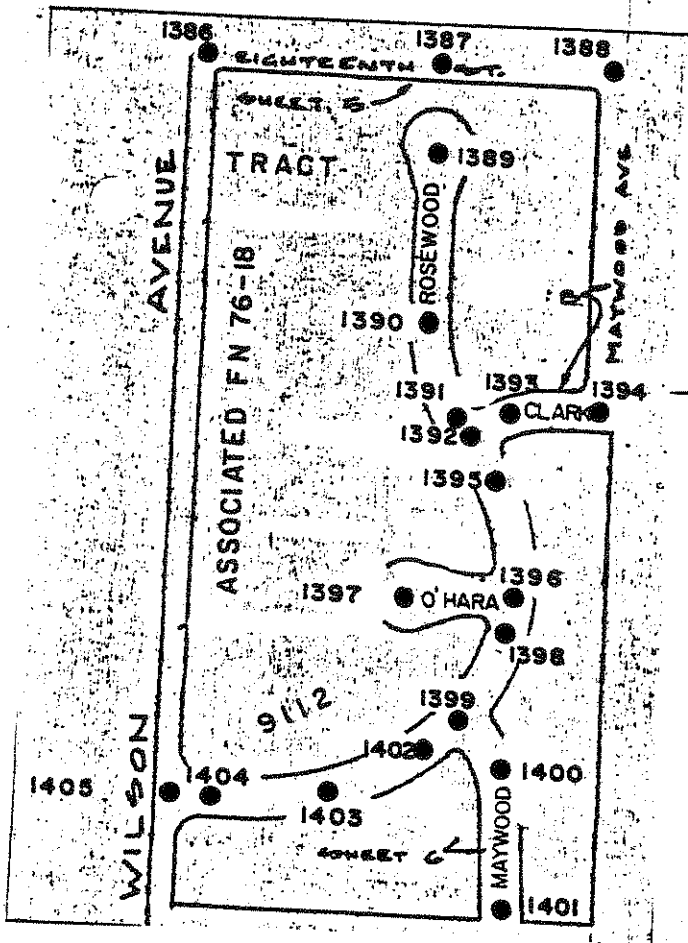 1386
1387
1388
EIGHTEENTH ST.
SHEET 5
TRACT
1389
AVENUE
ROSEWOOD
MAYWOOD AVE
ASSOCIATED FN 76-18
1390
1391
1393
1394
CLARK
1392
1395
1397
O'HARA
1396
1398
9112
1399
1402
1400
1405
1404
WILSON
1403
SHEET 6
MAYWOOD
1401